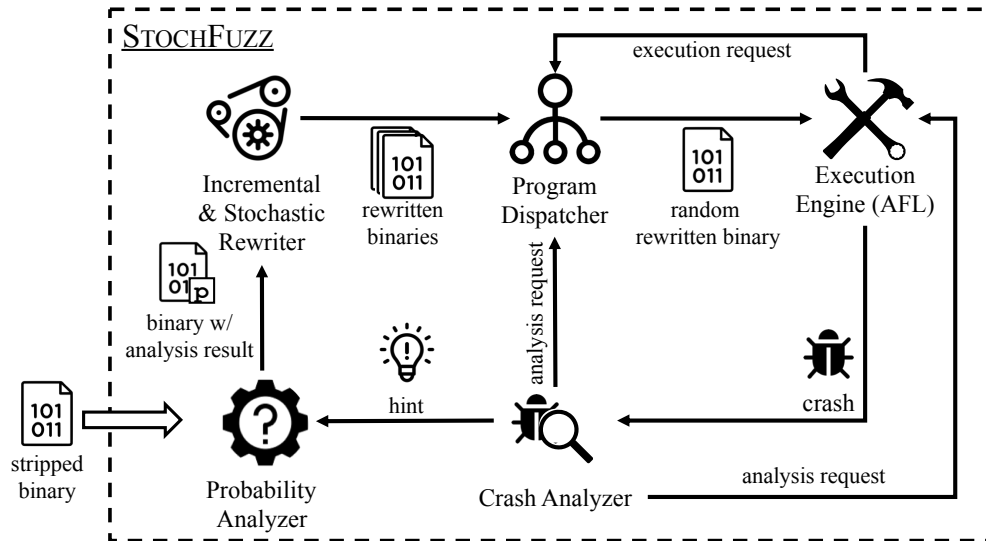 STOCHFUZZ
execution request
101
011
101
011
Incremental
& Stochastic
Rewriter
rewritten
binaries
Program
Dispatcher
random
rewritten binary
Execution
Engine (AFL)
101
01
p
binary w/
analysis result
analysis request
hint
crash
101
011
stripped
binary
?
Probability
Analyzer
Crash Analyzer
analysis request